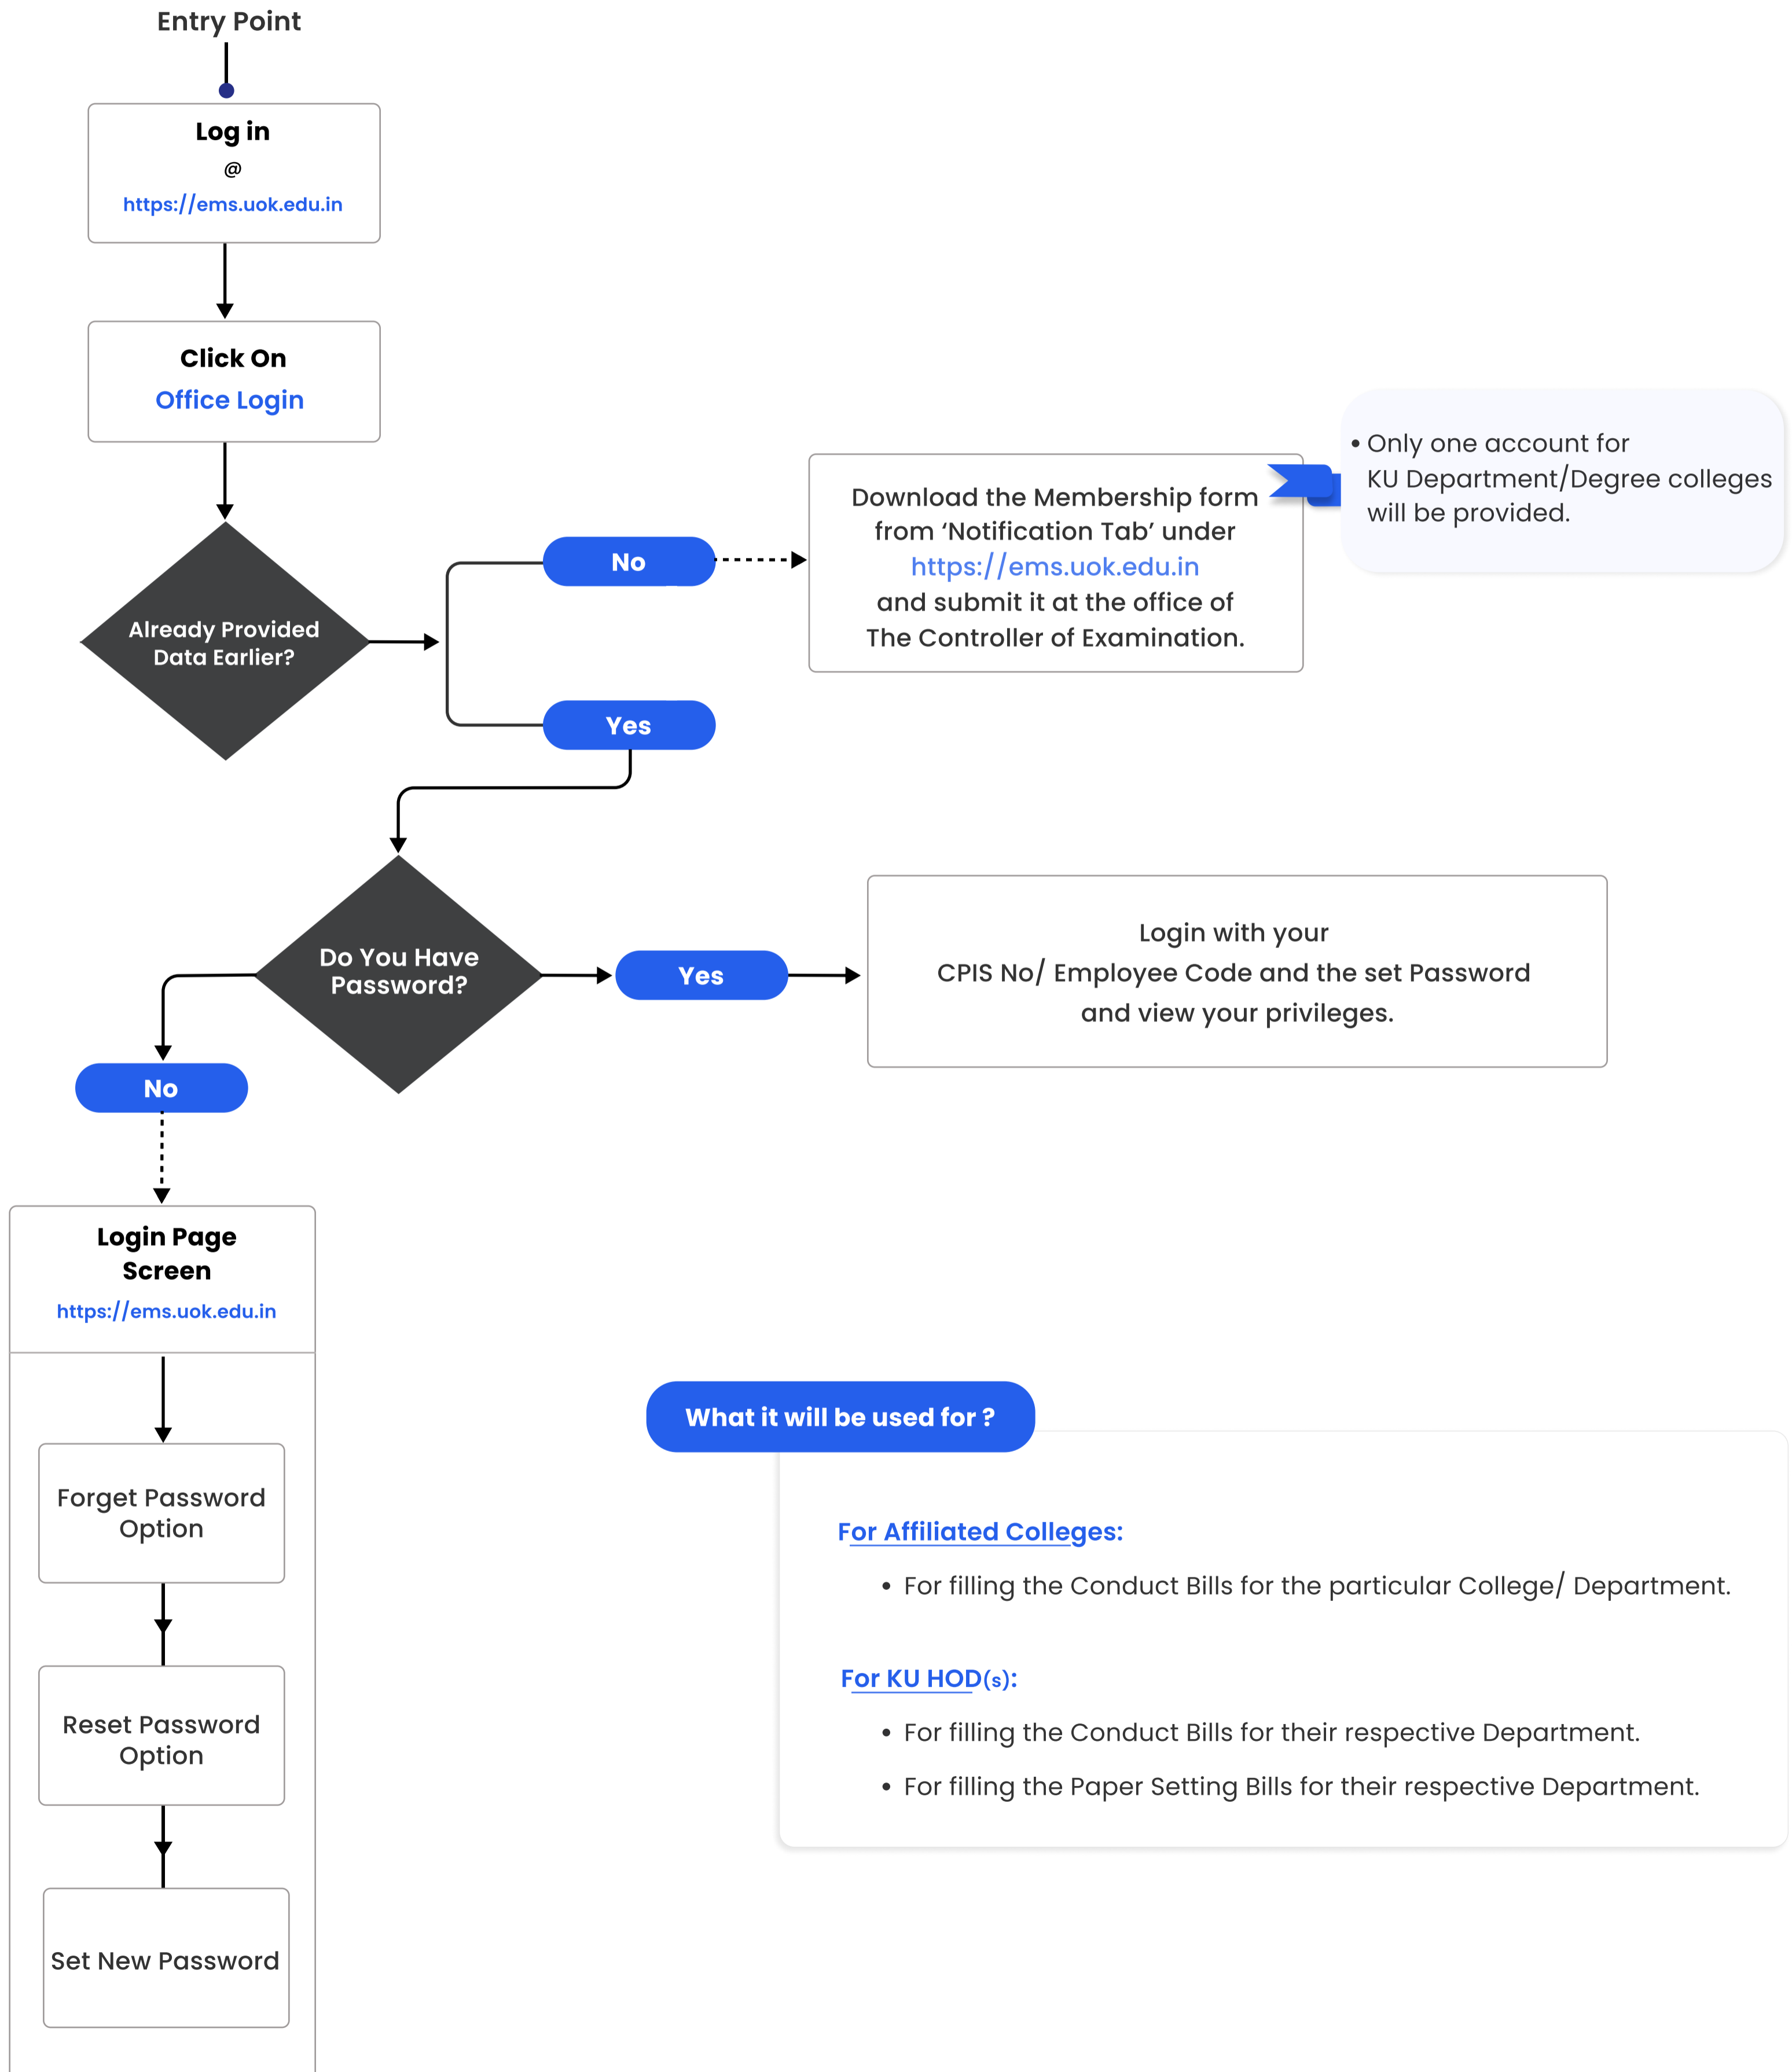 Entry Point
Log in
@
https://ems.uok.edu.in
Click On
Office Login
• Only one account for
KU Department/Degree colleges
will be provided.
Download the Membership form
from ‘Notification Tab’ under
https://ems.uok.edu.in
and submit it at the office of
The Controller of Examination.
No
Already Provided
Data Earlier?
Yes
Do You Have
Password?
Yes
Login with your
CPIS No/ Employee Code and the set Password
and view your privileges.
No
Login Page
Screen
https://ems.uok.edu.in
Forget Password
Option
Reset Password
Option
Set New Password
What it will be used for ?
For Affiliated Colleges:
• For filling the Conduct Bills for the particular College/ Department.
For KU HOD(s):
• For filling the Conduct Bills for their respective Department.
• For filling the Paper Setting Bills for their respective Department.